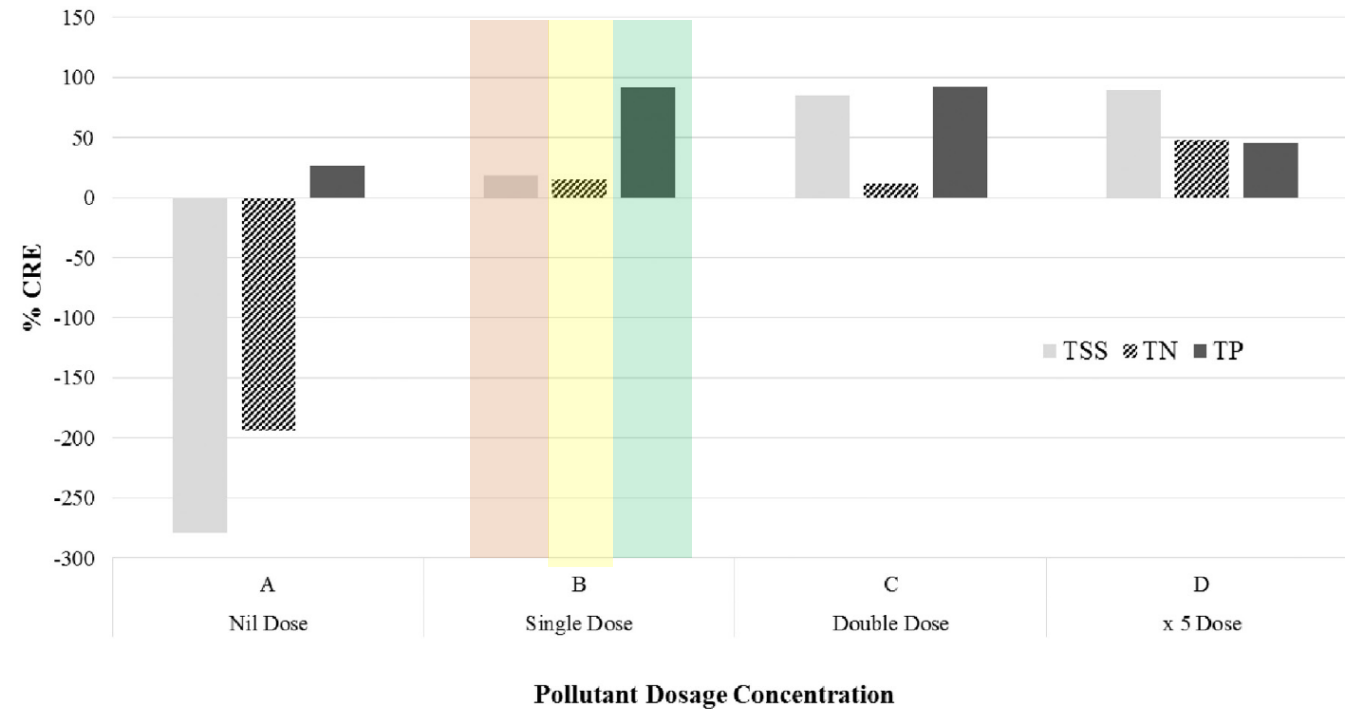 150
100
50
0
-50
-100
-150
-200
-250
-300
% CRE
TSS TN TP
A B C D
Nil Dose Single Dose Double Dose x 5 Dose
Pollutant Dosage Concentration